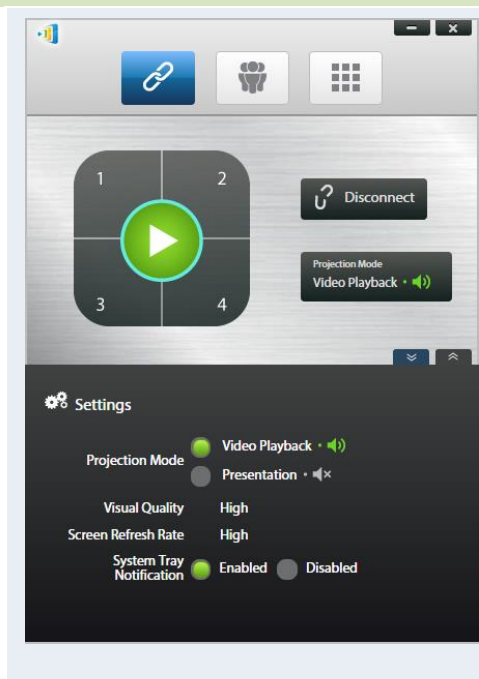 1 2
3 4
Disconnect
Projection Mode
Video Playback
Settings
Projection Mode
Video Playback
Presentation
Visual Quality High
Screen Refresh Rate High
System Tray
Notification
Enabled Disabled